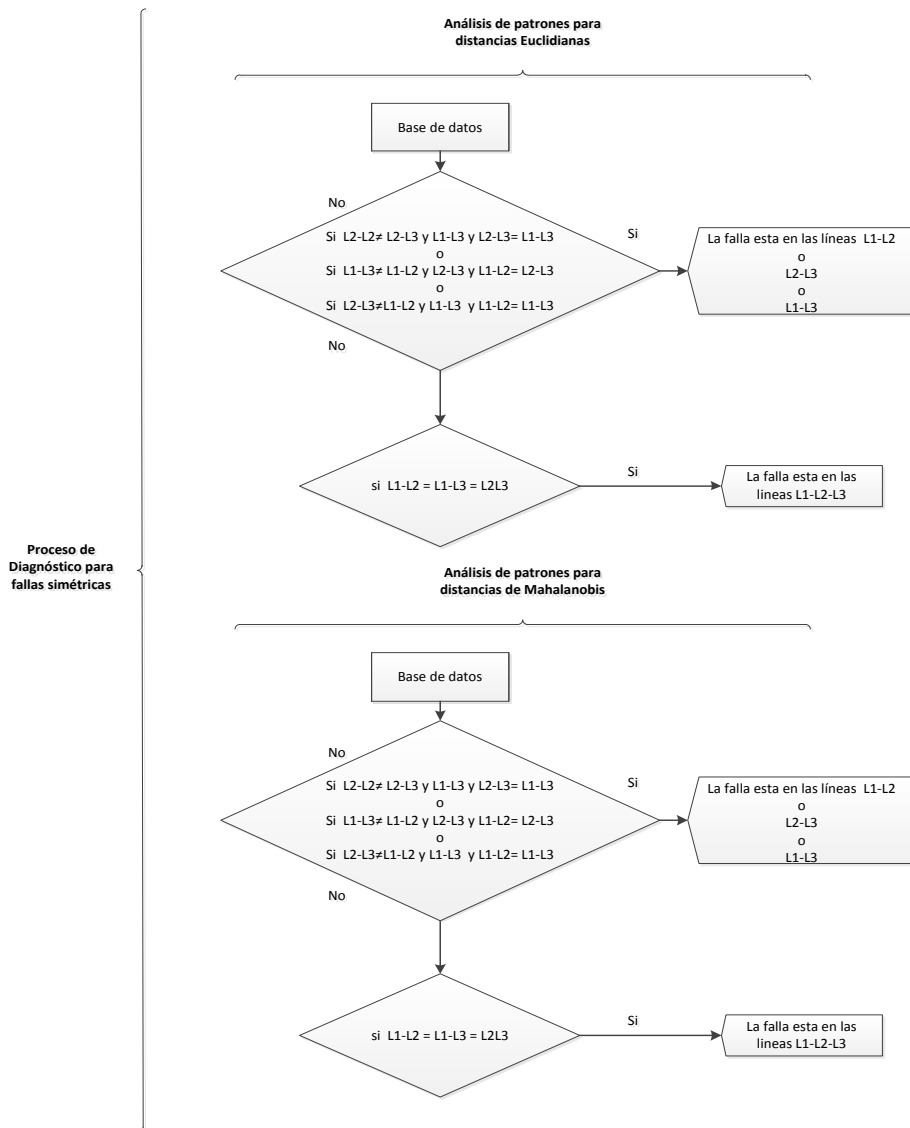 Análisis de patrones para
distancias Euclidianas
Base de datos
No
Si L2-L2≠ L2-L3 y L1-L3 y L2-L3= L1-L3
o
Si L1-L3≠ L1-L2 y L2-L3 y L1-L2= L2-L3
o
Si L2-L3≠L1-L2 y L1-L3 y L1-L2= L1-L3
No
Si
La falla esta en las líneas L1-L2
o
L2-L3
o
L1-L3
si L1-L2 = L1-L3 = L2L3
Si
La falla esta en las
lineas L1-L2-L3
Proceso de
Diagnóstico para
fallas simétricas
Análisis de patrones para
distancias de Mahalanobis
Base de datos
No
Si L2-L2≠ L2-L3 y L1-L3 y L2-L3= L1-L3
o
Si L1-L3≠ L1-L2 y L2-L3 y L1-L2= L2-L3
o
Si L2-L3≠L1-L2 y L1-L3 y L1-L2= L1-L3
No
Si
La falla esta en las líneas L1-L2
o
L2-L3
o
L1-L3
si L1-L2 = L1-L3 = L2L3
Si
La falla esta en las
lineas L1-L2-L3